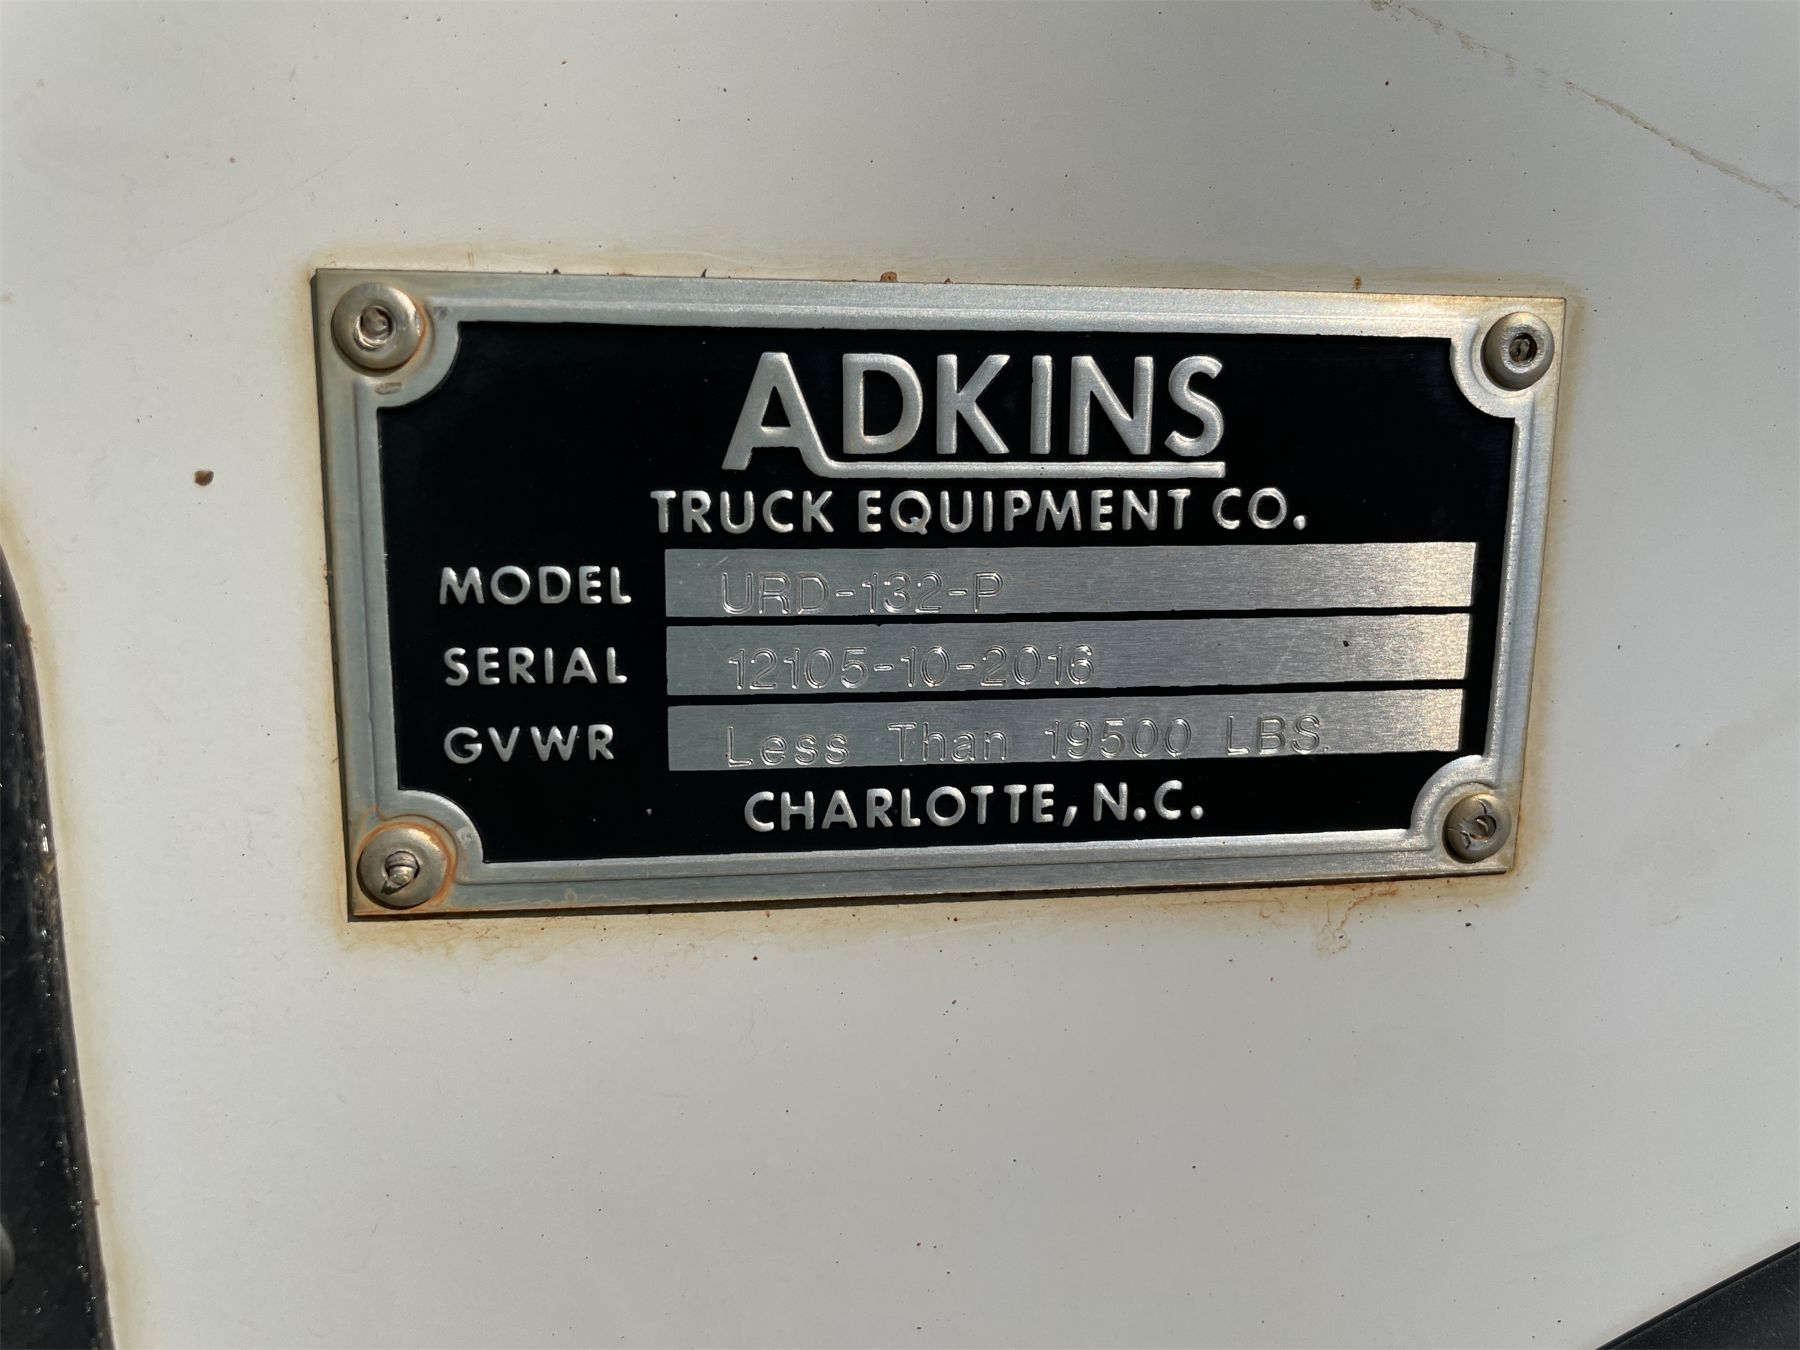 ADKINS
TRUCK EQUIPMENT CO.
MODEL URD-132-P
SERIAL 12105-10-2016
GVWR Less Than 19500 LBS.
CHARLOTTE, N.C.